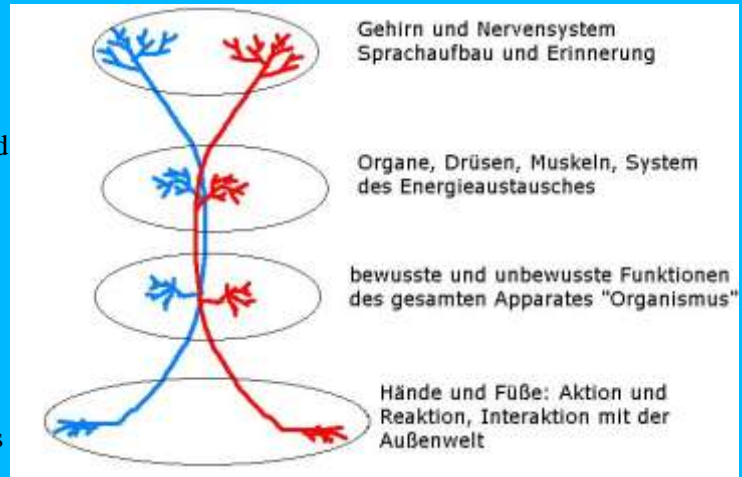 Gehirn und Nervensystem
Sprachaufbau und Erinnerung
d
Organe, Drüsen, Muskeln, System
des Energieaustausches
bewusste und unbewusste Funktionen
des gesamten Apparates "Organismus"
Hände und Füße: Aktion und
Reaktion, Interaktion mit der
Außenwelt
s